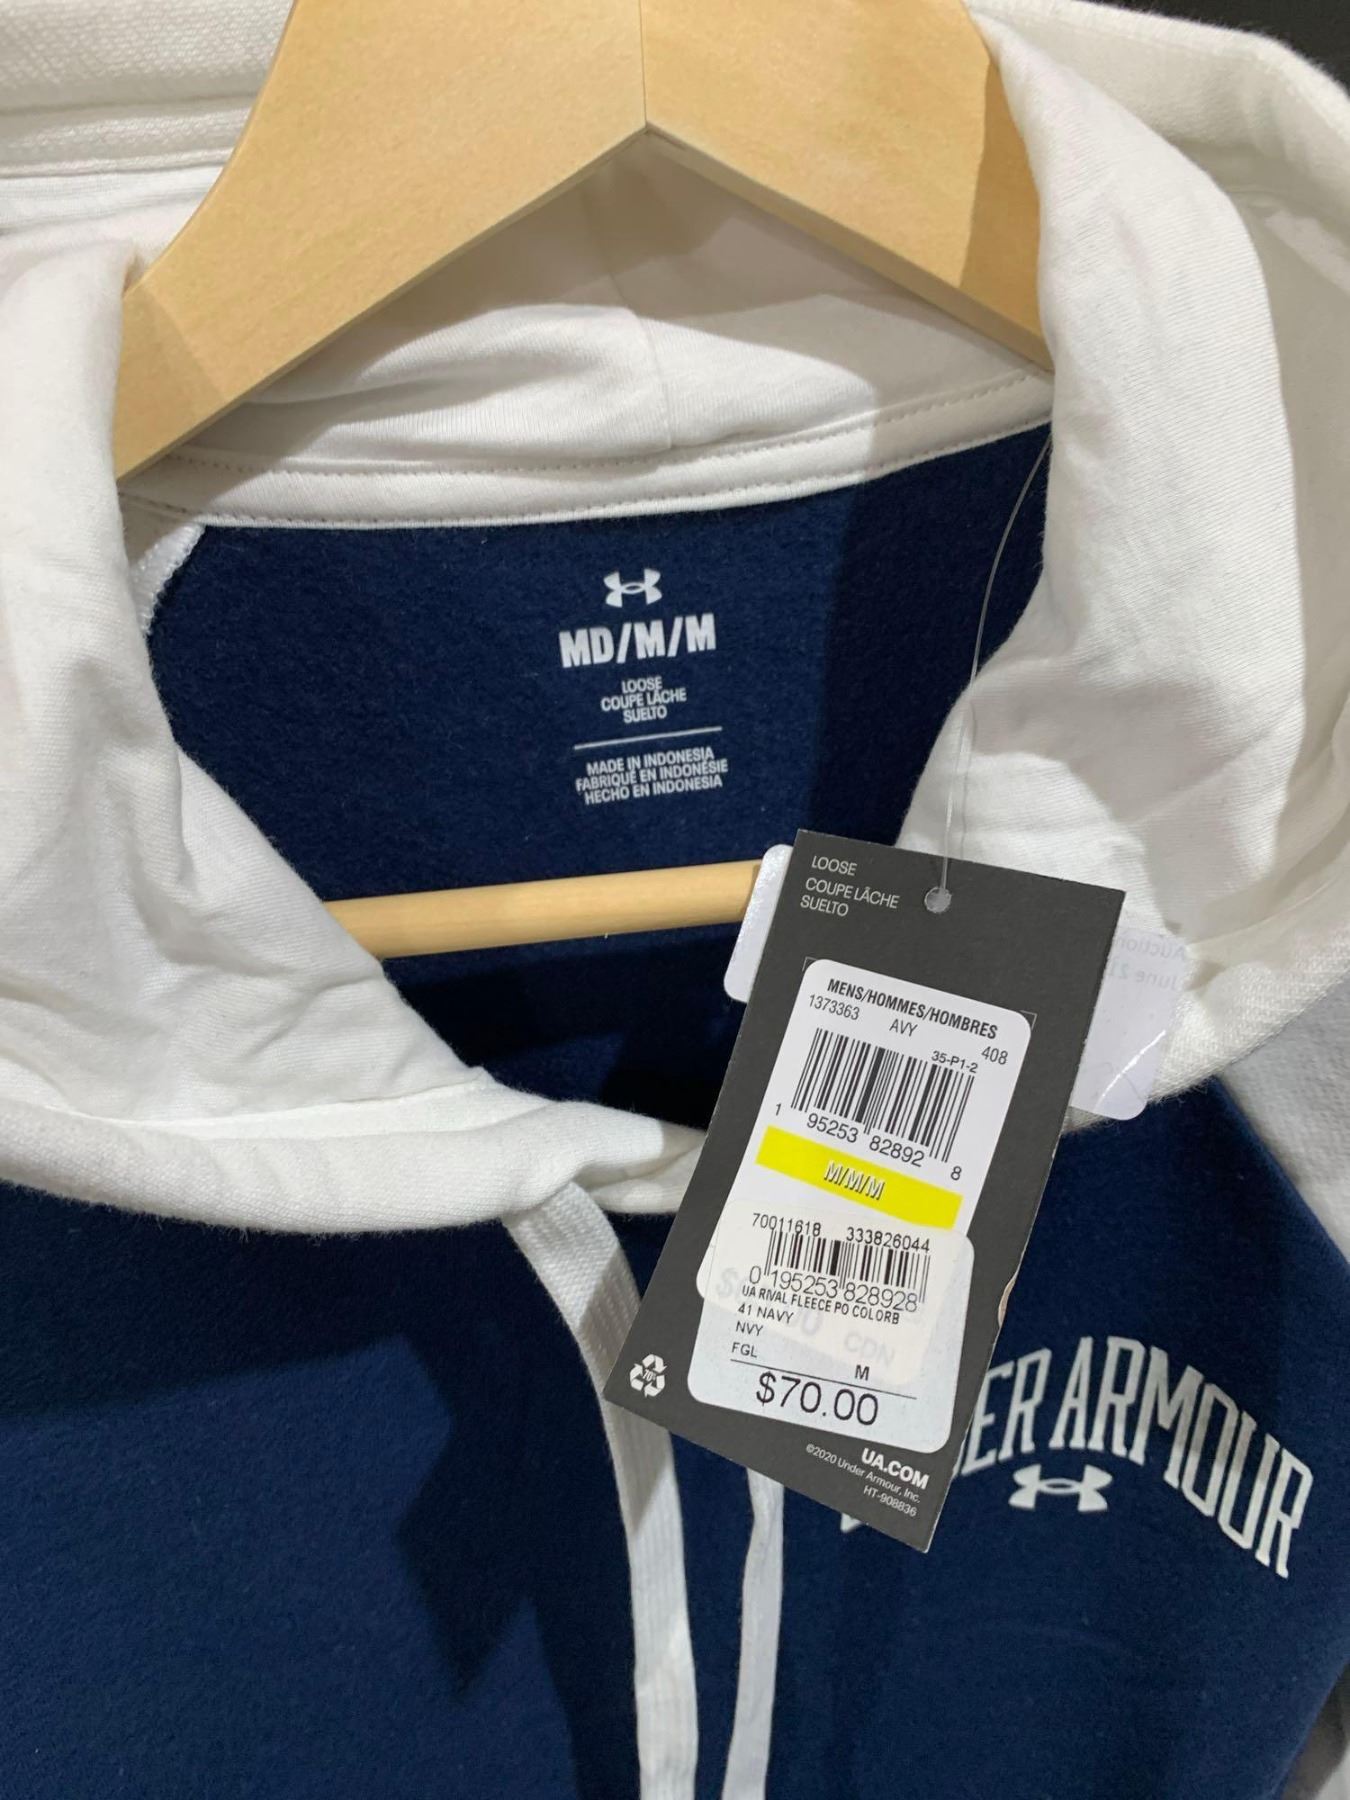 MD/M/M
LOOSE
COUPE LÂCHE
SUELTO
MADE IN INDONESIA
FABRIQUÉ EN INDONÉSIE
HECHO EN INDONESIA
LOOSE
COUPE LÂCHE
SUELTO
MENS/HOMMES/HOMBRES
1373363 AVY 408
35-P1-2
1 95253 82892 8
M/M/M
70011618 333826044
0 195253 828928
UA RIVAL FLEECE PO COLORB
41 NAVY
NVY
FGL M
$70.00
CDN
UA.COM
©2020 Under Armour, Inc.
HT-908836
Auction
June 21
ER ARMOUR